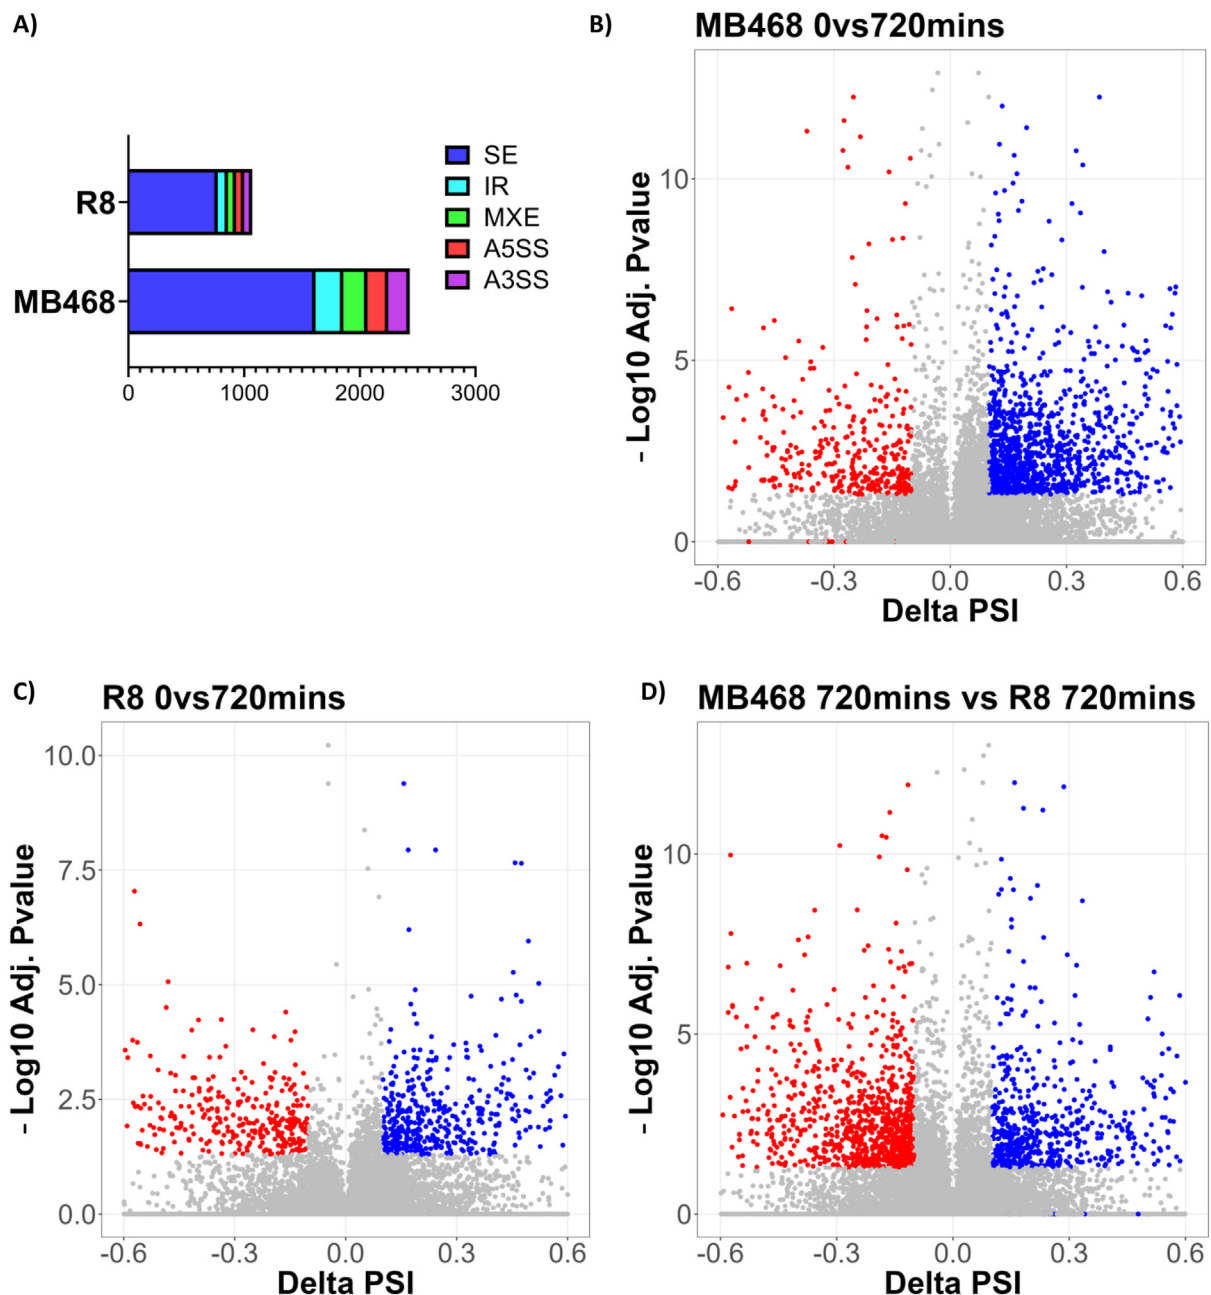 A)
R8
MB468
0
1000
2000
3000
SE
IR
MXE
A5SS
A3SS
B)
MB468 0vs720mins
- Log10 Adj. Pvalue
10
5
0
-0.6
-0.3
0.0
0.3
0.6
Delta PSI
C)
R8 0vs720mins
- Log10 Adj. Pvalue
10.0
7.5
5.0
2.5
0.0
-0.6
-0.3
0.0
0.3
0.6
Delta PSI
D)
MB468 720mins vs R8 720mins
- Log10 Adj. Pvalue
10
5
0
-0.6
-0.3
0.0
0.3
0.6
Delta PSI